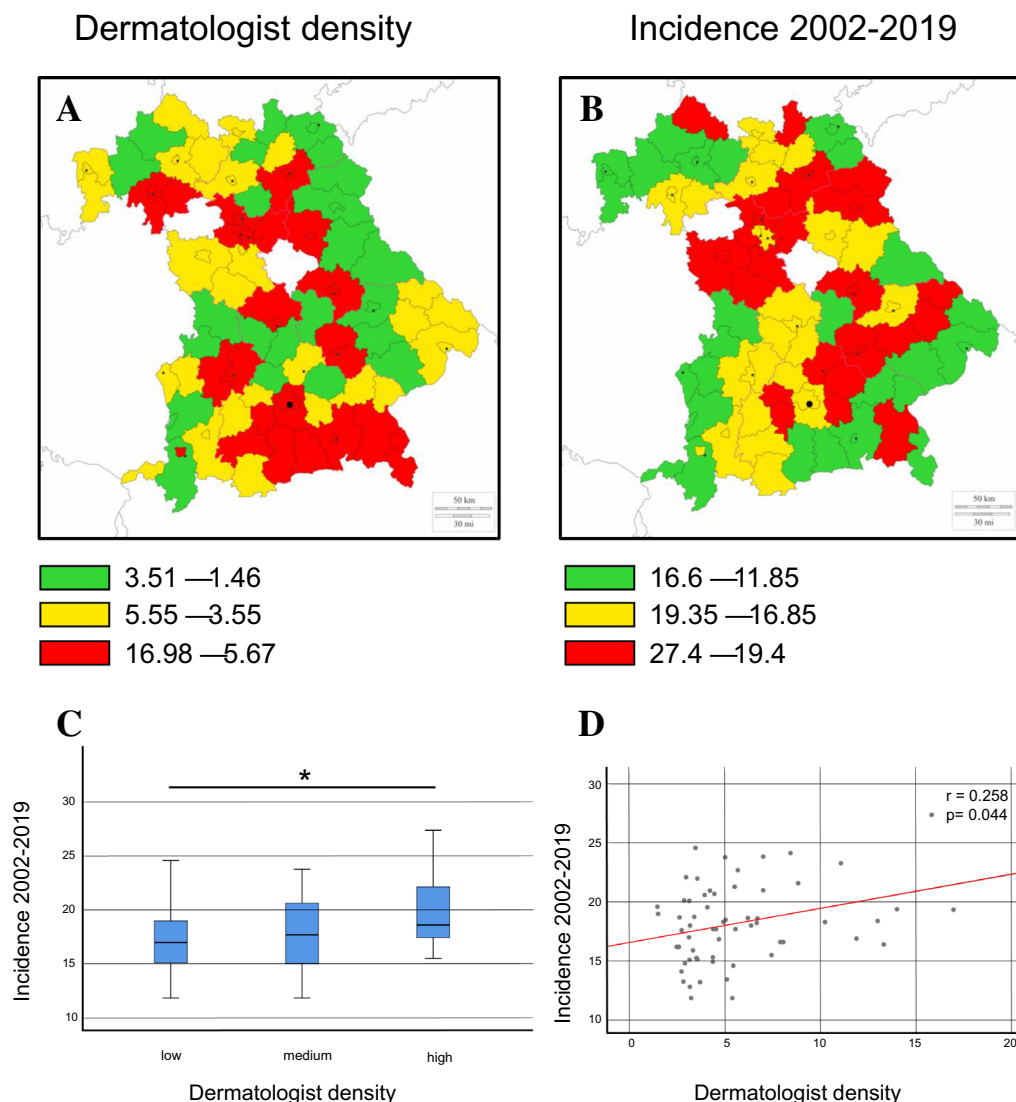 Dermatologist density
Incidence 2002-2019
A
B
50 km
30 mi
50 km
30 mi
3.51 —1.46
5.55 —3.55
16.98 —5.67
16.6 —11.85
19.35 —16.85
27.4 —19.4
C
*
Incidence 2002-2019
30
25
20
15
10
low
medium
high
Dermatologist density
D
r = 0.258
p= 0.044
Incidence 2002-2019
30
25
20
15
10
0
5
10
15
20
Dermatologist density